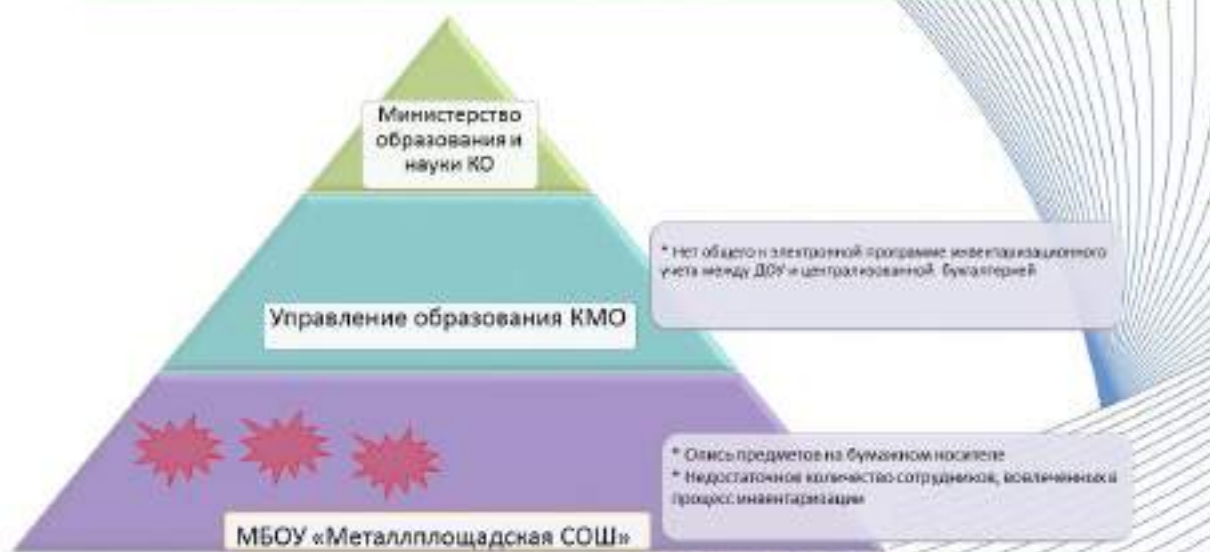 Министерство
образования и
науки КО
* Нет общего к электронной программе инвентаризационного
учета между ДОУ и централизованной бухгалтерией
Управление образования КМО
* Опись предметов на бумажном носителе
* Недостаточное количество сотрудников, вовлеченных в
процесс инвентаризации
МБОУ «Металлплощадская СОШ»